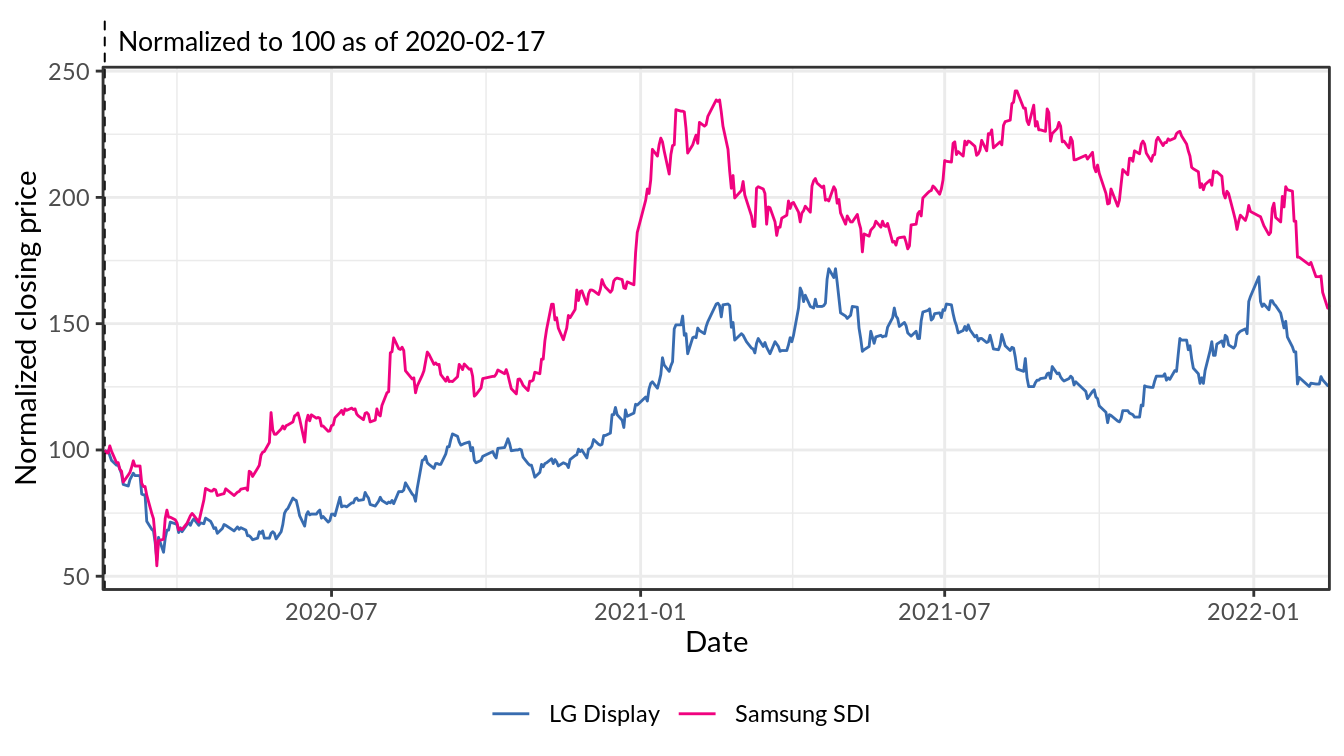 Normalized to 100 as of 2020-02-17
250
200
150
100
50
Normalized closing price
2020-07
2021-01
2021-07
2022-01
Date
LG Display
Samsung SDI